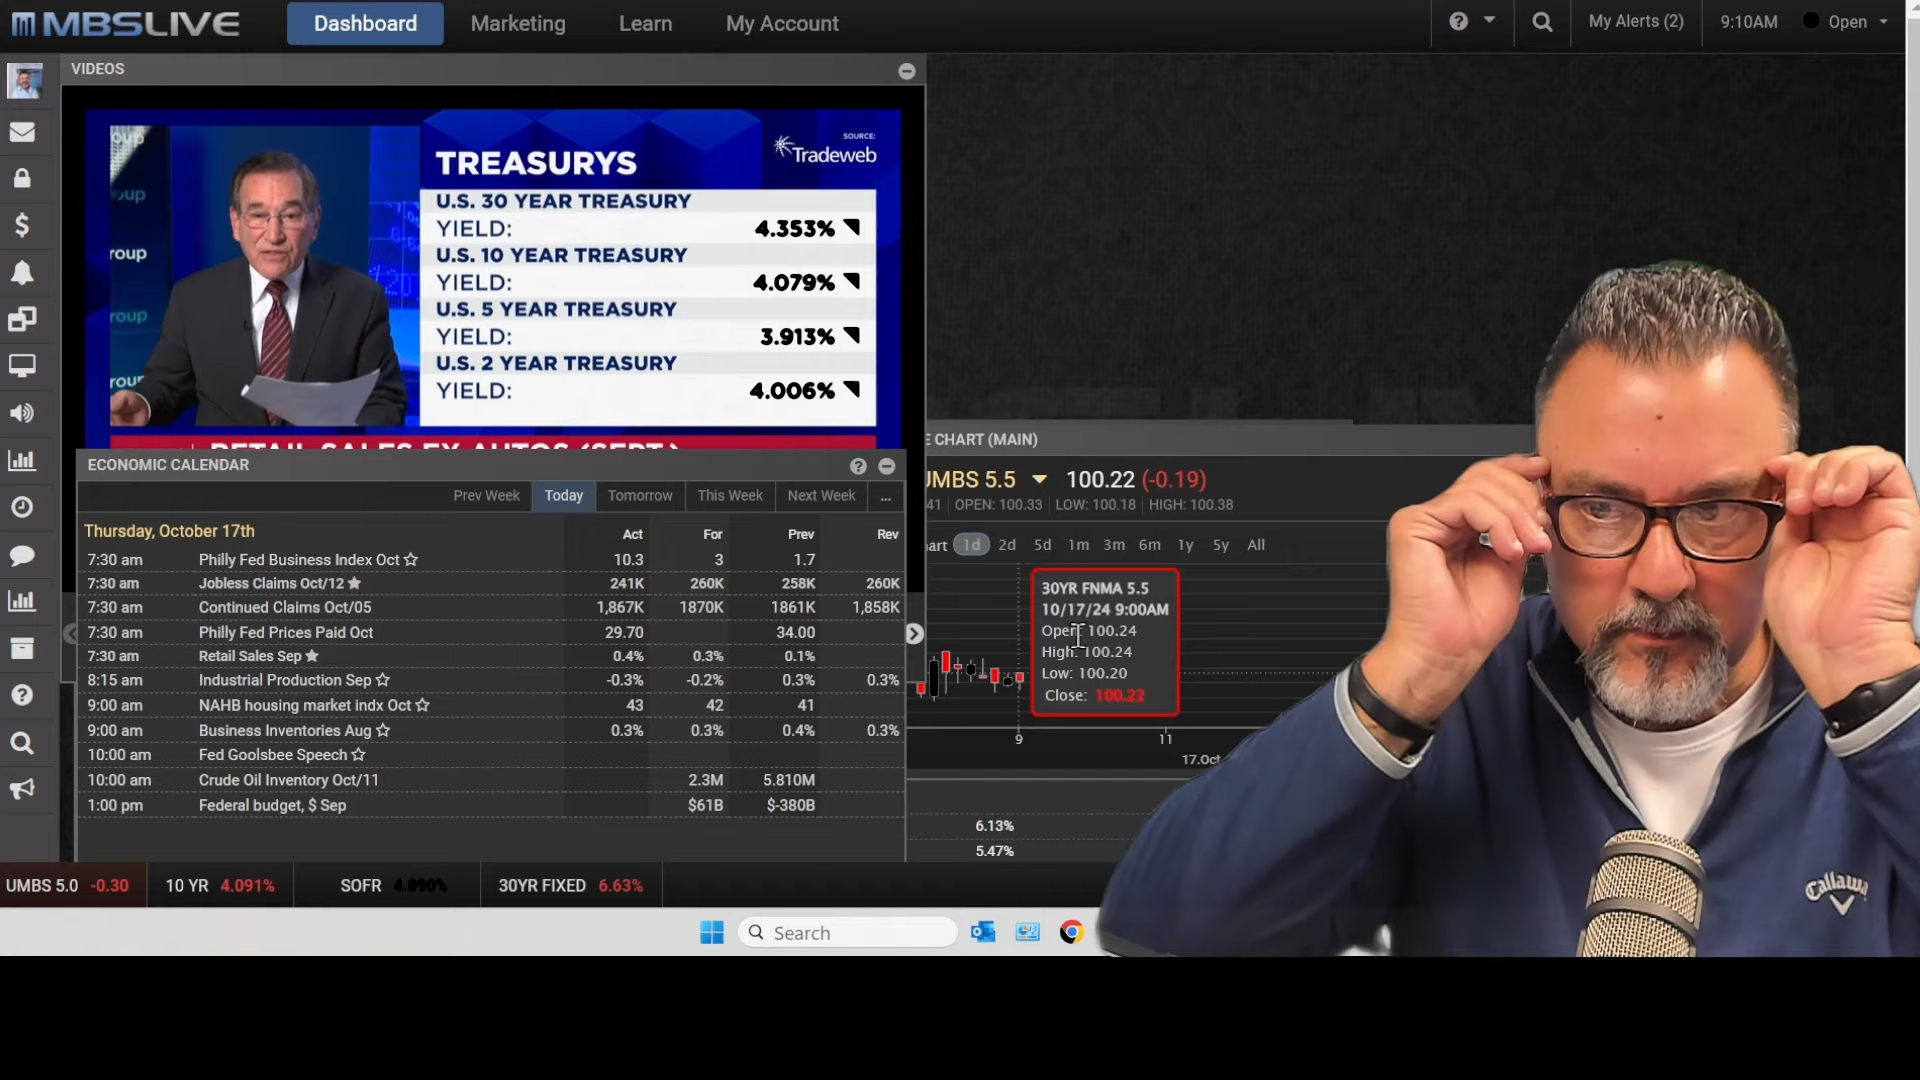 MBSLIVE
Dashboard
Marketing
Learn
My Account
My Alerts (2)
9:10AM
Open
VIDEOS
SOURCE:
Tradeweb
TREASURYS
U.S. 30 YEAR TREASURY
YIELD: 4.353%
U.S. 10 YEAR TREASURY
YIELD: 4.079%
U.S. 5 YEAR TREASURY
YIELD: 3.913%
U.S. 2 YEAR TREASURY
YIELD: 4.006%
roup
RETAIL SALES EX-AUTOS (SEPT.)
ECONOMIC CALENDAR
Prev Week Today Tomorrow This Week Next Week ...
Thursday, October 17th Act For Prev Rev
7:30 am Philly Fed Business Index Oct 10.3 3 1.7
7:30 am Jobless Claims Oct/12 241K 260K 258K 260K
7:30 am Continued Claims Oct/05 1,867K 1870K 1861K 1,858K
7:30 am Philly Fed Prices Paid Oct 29.70 34.00
7:30 am Retail Sales Sep 0.4% 0.3% 0.1%
8:15 am Industrial Production Sep -0.3% -0.2% 0.3% 0.3%
9:00 am NAHB housing market indx Oct 43 42 41
9:00 am Business Inventories Aug 0.3% 0.3% 0.4% 0.3%
10:00 am Fed Goolsbee Speech
10:00 am Crude Oil Inventory Oct/11 2.3M 5.810M
1:00 pm Federal budget, $ Sep $61B $-380B
E CHART (MAIN)
UMBS 5.5 100.22 (-0.19)
41 OPEN: 100.33 LOW: 100.18 HIGH: 100.38
art 1d 2d 5d 1m 3m 6m 1y 5y All
30YR FNMA 5.5
10/17/24 9:00AM
Open: 100.24
High: 100.24
Low: 100.20
Close: 100.22
9 11
17.Oct
6.13%
5.47%
UMBS 5.0 -0.30
10 YR 4.091%
SOFR 4.890%
30YR FIXED 6.63%
Search
Callawa